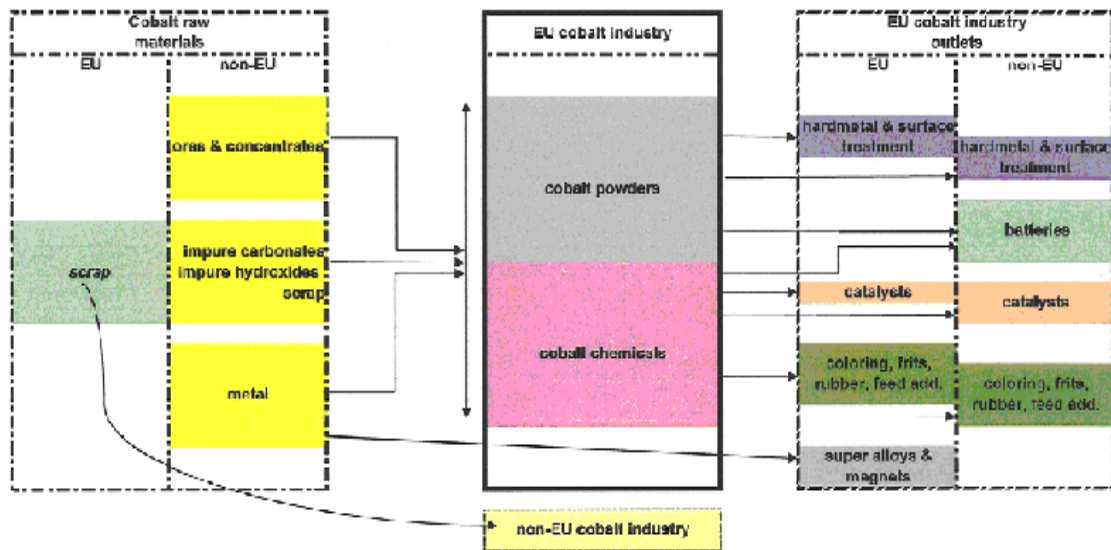 Cobalt raw
materials
EU
non-EU
ores & concentrates
scrap
impure carbonates
impure hydroxides
scrap
metal
EU cobalt industry
cobalt powders
cobalt chemicals
non-EU cobalt industry
EU cobalt industry
outlets
EU
non-EU
hardmetal & surface
treatment
hardmetal & surface
treatment
batteries
catalysts
catalysts
coloring, frits,
rubber, feed add.
coloring, frits,
rubber, feed add.
super alloys &
magnets